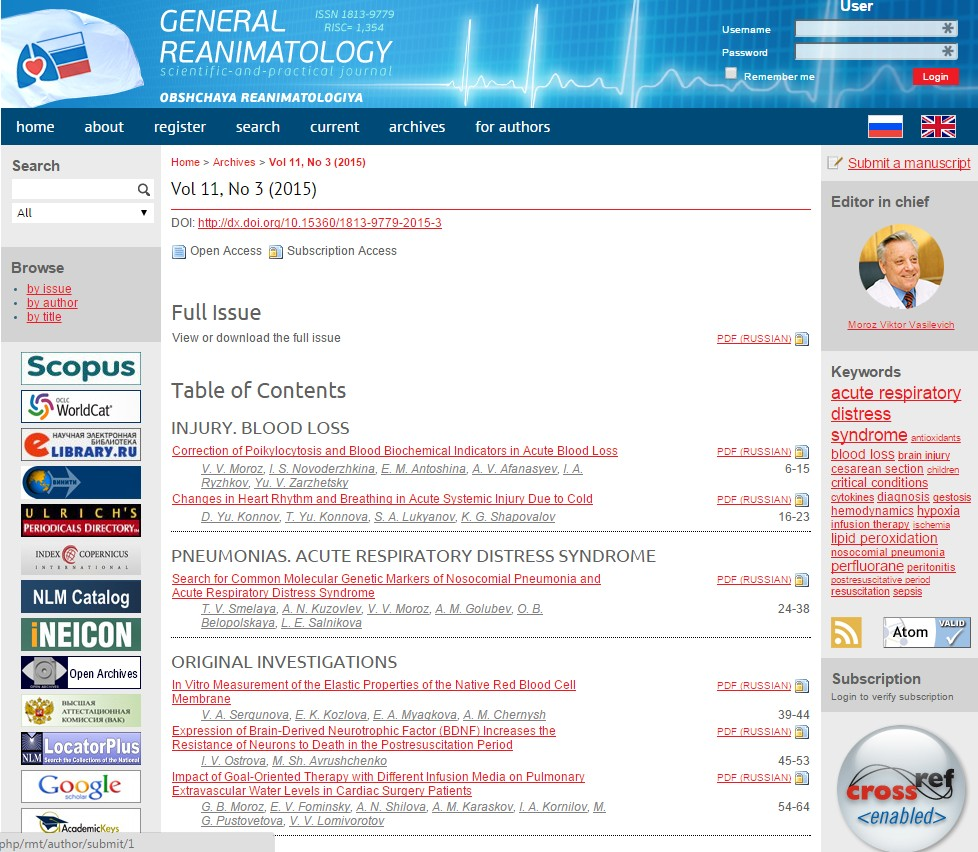 GENERAL
REANIMATOLOGY
ISSN 1813-9779
RISC= 1,354
scientific-and-practical journal
OBSHCHAYA REANIMATOLOGIYA
User
Username
Password
Remember me
Login
home about register search current archives for authors
Search
All
Browse
by issue
by author
by title
Scopus
OCLC
WorldCat
НАУЧНАЯ ЭЛЕКТРОННАЯ
БИБЛИОТЕКА
eLIBRARY.RU
ВИНИТИ
ULRICH'S
PERIODICALS DIRECTORY
INDEX COPERNICUS
INTERNATIONAL
NLM Catalog
iNEICON
Open Archives
OPEN ARCHIVES
ВЫСШАЯ
АТТЕСТАЦИОННАЯ
КОМИССИЯ (ВАК)
NLM
LocatorPlus
Search the Collections of the National
Google
scholar
AcademicKeys
php/rmt/author/submit/1
Home > Archives > Vol 11, No 3 (2015)
Vol 11, No 3 (2015)
DOI: http://dx.doi.org/10.15360/1813-9779-2015-3
Open Access Subscription Access
Full Issue
View or download the full issue PDF (RUSSIAN)
Table of Contents
INJURY. BLOOD LOSS
Correction of Poikylocytosis and Blood Biochemical Indicators in Acute Blood Loss PDF (RUSSIAN)
V. V. Moroz, I. S. Novoderzhkina, E. M. Antoshina, A. V. Afanasyev, I. A. 6-15
Ryzhkov, Yu. V. Zarzhetsky
Changes in Heart Rhythm and Breathing in Acute Systemic Injury Due to Cold PDF (RUSSIAN)
D. Yu. Konnov, T. Yu. Konnova, S. A. Lukyanov, K. G. Shapovalov 16-23
PNEUMONIAS. ACUTE RESPIRATORY DISTRESS SYNDROME
Search for Common Molecular Genetic Markers of Nosocomial Pneumonia and PDF (RUSSIAN)
Acute Respiratory Distress Syndrome
T. V. Smelaya, A. N. Kuzovlev, V. V. Moroz, A. M. Golubev, O. B. 24-38
Belopolskaya, L. E. Salnikova
ORIGINAL INVESTIGATIONS
In Vitro Measurement of the Elastic Properties of the Native Red Blood Cell PDF (RUSSIAN)
Membrane
V. A. Sergunova, E. K. Kozlova, E. A. Myagkova, A. M. Chernysh 39-44
Expression of Brain-Derived Neurotrophic Factor (BDNF) Increases the PDF (RUSSIAN)
Resistance of Neurons to Death in the Postresuscitation Period
I. V. Ostrova, M. Sh. Avrushchenko 45-53
Impact of Goal-Oriented Therapy with Different Infusion Media on Pulmonary PDF (RUSSIAN)
Extravascular Water Levels in Cardiac Surgery Patients
G. B. Moroz, E. V. Fominsky, A. N. Shilova, A. M. Karaskov, I. A. Kornilov, M. 54-64
G. Pustovetova, V. V. Lomivorotov
Submit a manuscript
Editor in chief
Moroz Viktor Vasilevich
Keywords
acute respiratory
distress
syndrome antioxidants
blood loss brain injury
cesarean section children
critical conditions
cytokines diagnosis gestosis
hemodynamics hypoxia
infusion therapy ischemia
lipid peroxidation
nosocomial pneumonia
perfluorane peritonitis
postresuscitative period
resuscitation sepsis
Atom VALID
Subscription
Login to verify subscription
crossref
<enabled>